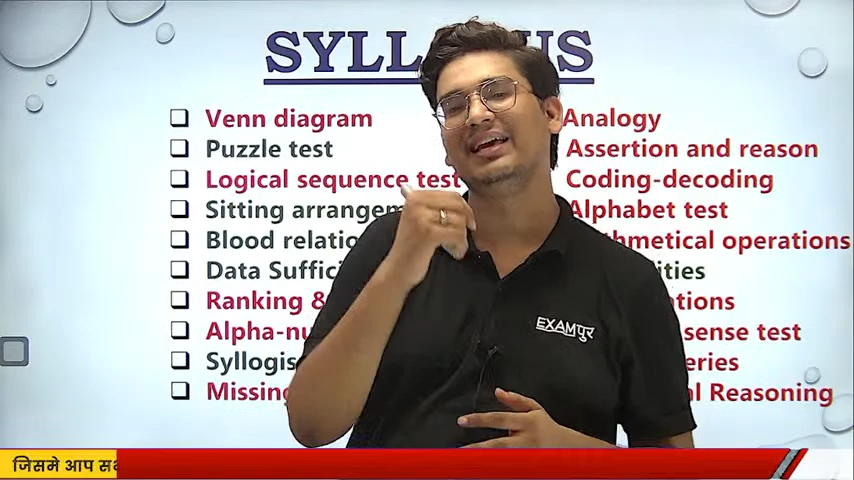 SYLL US
Venn diagram
Puzzle test
Logical sequence test
Sitting arrangem
Blood relatio
Data Suffici
Ranking &
Alpha-nu
Syllogis
Missing
Analogy
Assertion and reason
Coding-decoding
Alphabet test
thmetical operations
ities
ations
sense test
eries
l Reasoning
EXAMपुर
जिसमे आप सभ